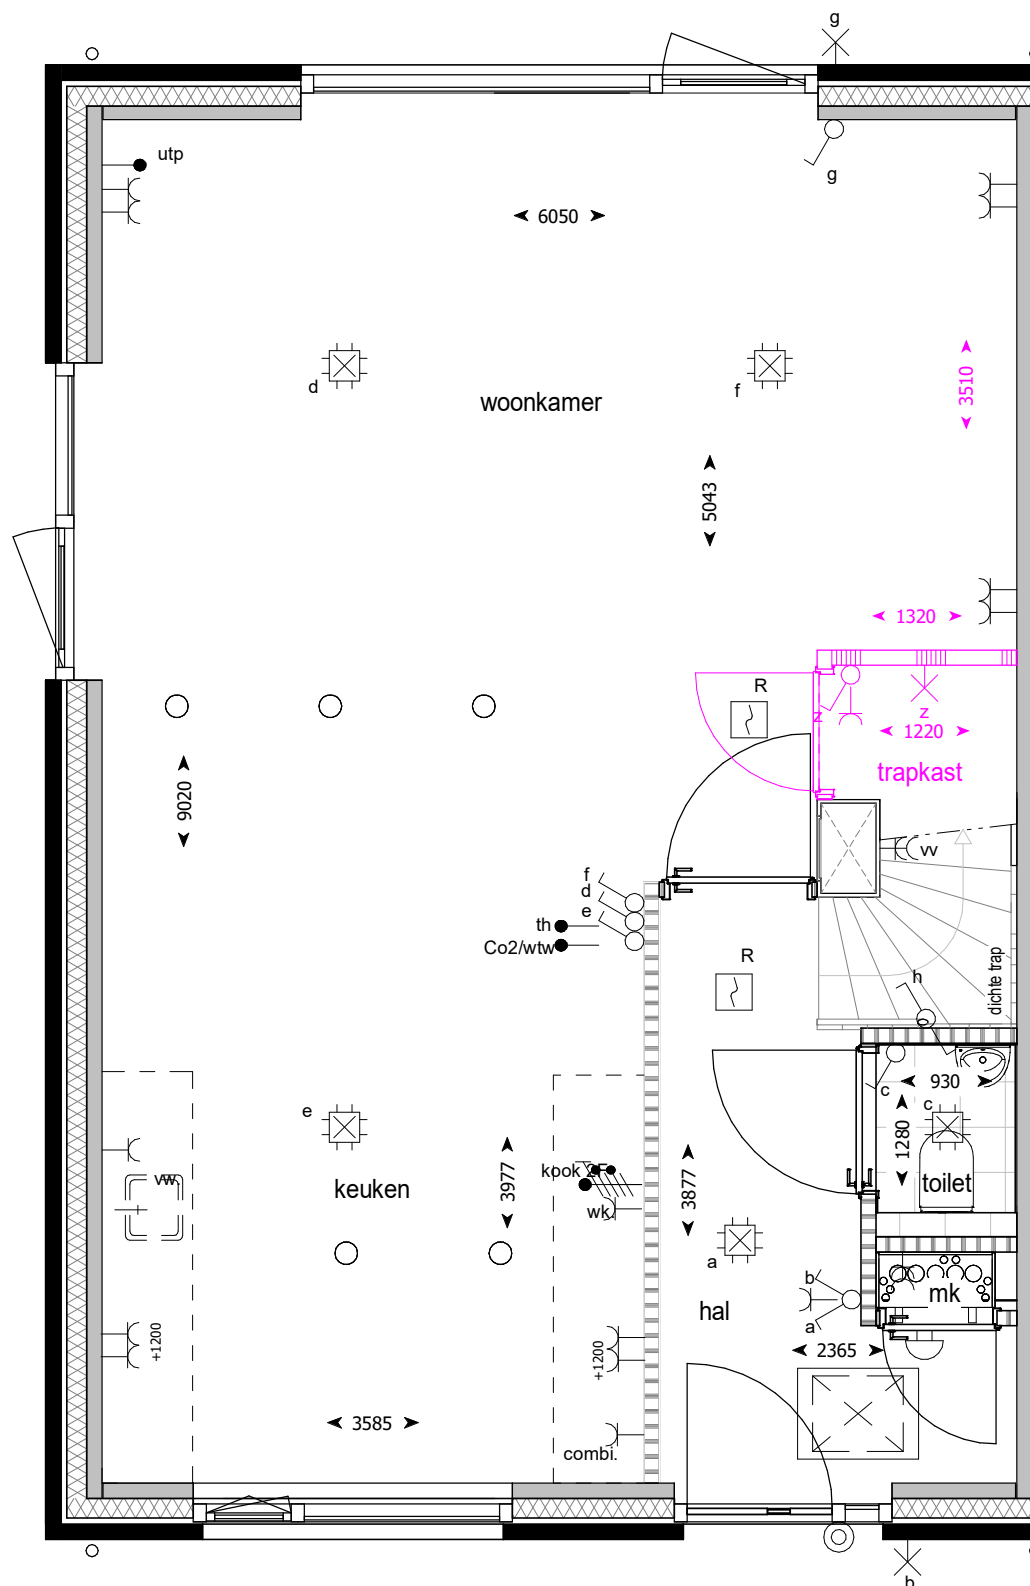 g
utp
g
6050
d
f
woonkamer
3510
5043
1320
R
z
z
1220
trapkast
9020
vv
f
d
e
th
Co2/wtw
R
h
dichte trap
c
930
c
1280
e
kook 2F
vw.
keuken
3977
wk.
3877
toilet
a
b
mk
hal
a
+1200
+1200
2365
3585
combi.
b